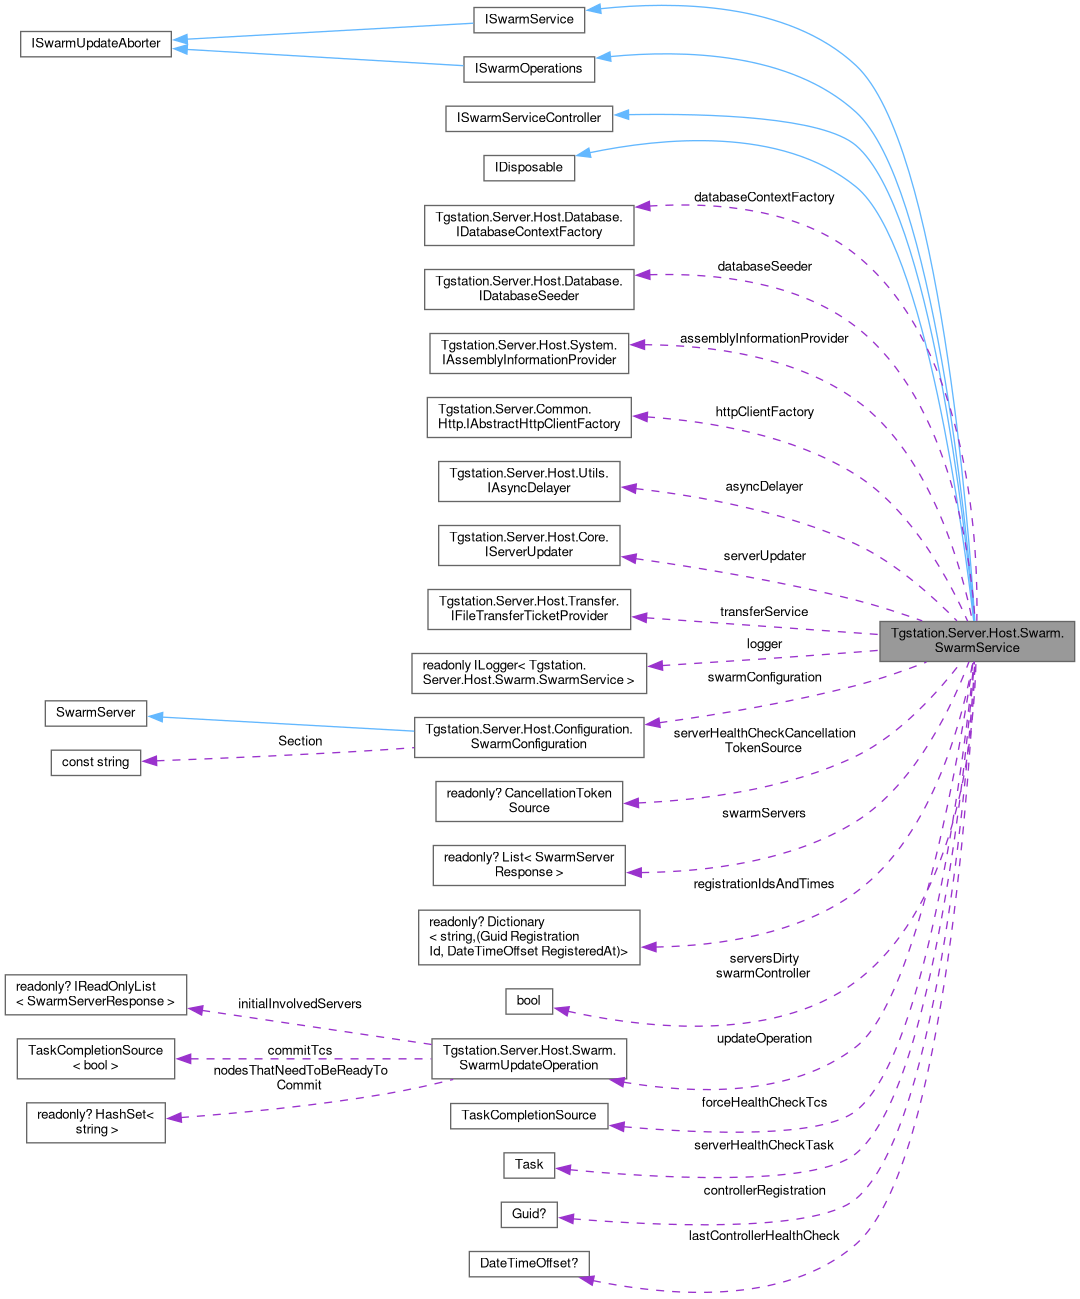 ISwarmService
ISwarmUpdateAborter
ISwarmOperations
ISwarmServiceController
IDisposable
databaseContextFactory
Tgstation.Server.Host.Database.
IDatabaseContextFactory
databaseSeeder
Tgstation.Server.Host.Database.
IDatabaseSeeder
assemblyInformationProvider
Tgstation.Server.Host.System.
IAssemblyInformationProvider
httpClientFactory
Tgstation.Server.Common.
Http.IAbstractHttpClientFactory
asyncDelayer
Tgstation.Server.Host.Utils.
IAsyncDelayer
serverUpdater
Tgstation.Server.Host.Core.
IServerUpdater
transferService
Tgstation.Server.Host.Transfer.
IFileTransferTicketProvider
Tgstation.Server.Host.Swarm.
SwarmService
logger
readonly ILogger< Tgstation.
Server.Host.Swarm.SwarmService >
swarmConfiguration
SwarmServer
Tgstation.Server.Host.Configuration.
SwarmConfiguration
Section
const string
serverHealthCheckCancellation
TokenSource
readonly? CancellationToken
Source
swarmServers
readonly? List< SwarmServer
Response >
registrationIdsAndTimes
readonly? Dictionary
< string,(Guid Registration
Id, DateTimeOffset RegisteredAt)>
serversDirty
swarmController
bool
readonly? IReadOnlyList
< SwarmServerResponse >
initialInvolvedServers
updateOperation
Tgstation.Server.Host.Swarm.
SwarmUpdateOperation
TaskCompletionSource
< bool >
commitTcs
nodesThatNeedToBeReadyTo
Commit
readonly? HashSet<
string >
forceHealthCheckTcs
TaskCompletionSource
serverHealthCheckTask
Task
controllerRegistration
Guid?
lastControllerHealthCheck
DateTimeOffset?